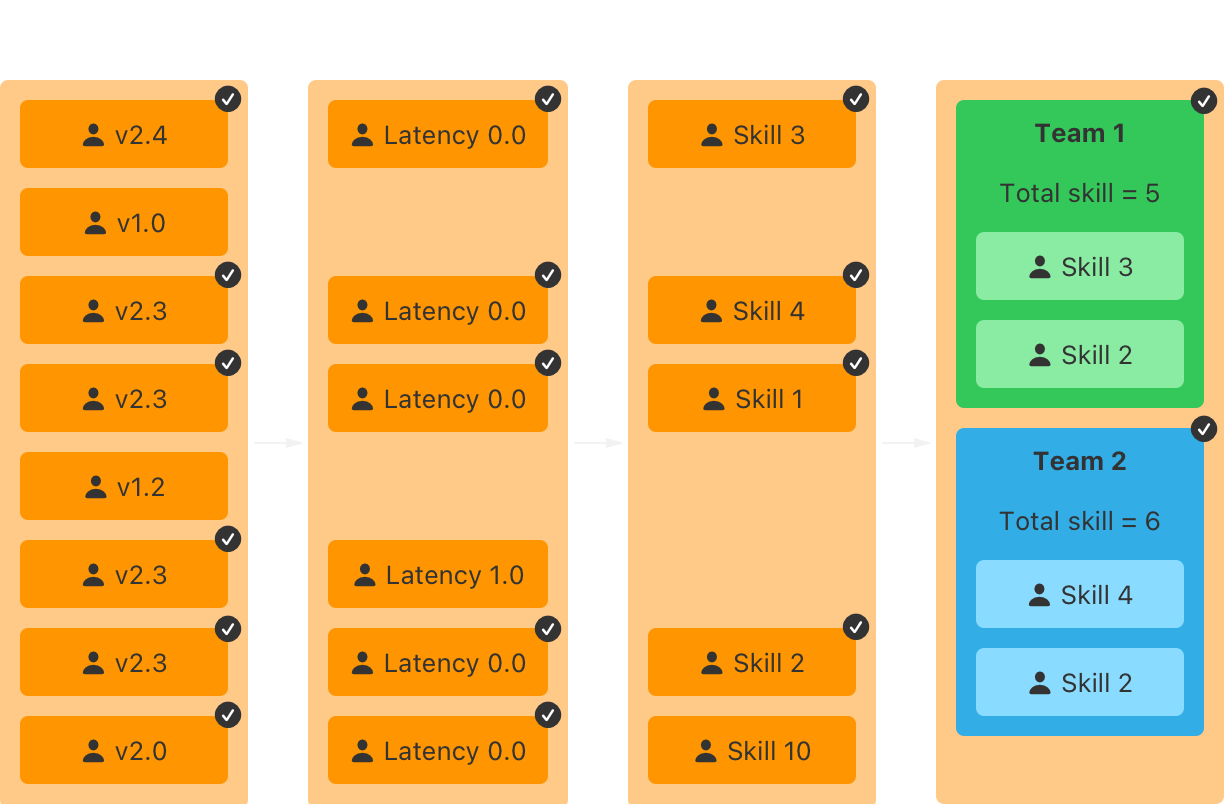 v2.4
v1.0
v2.3
v2.3
v1.2
v2.3
v2.3
v2.0
Latency 0.0
Latency 0.0
Latency 0.0
Latency 1.0
Latency 0.0
Latency 0.0
Skill 3
Skill 4
Skill 1
Skill 2
Skill 10
Team 1
Total skill = 5
Skill 3
Skill 2
Team 2
Total skill = 6
Skill 4
Skill 2